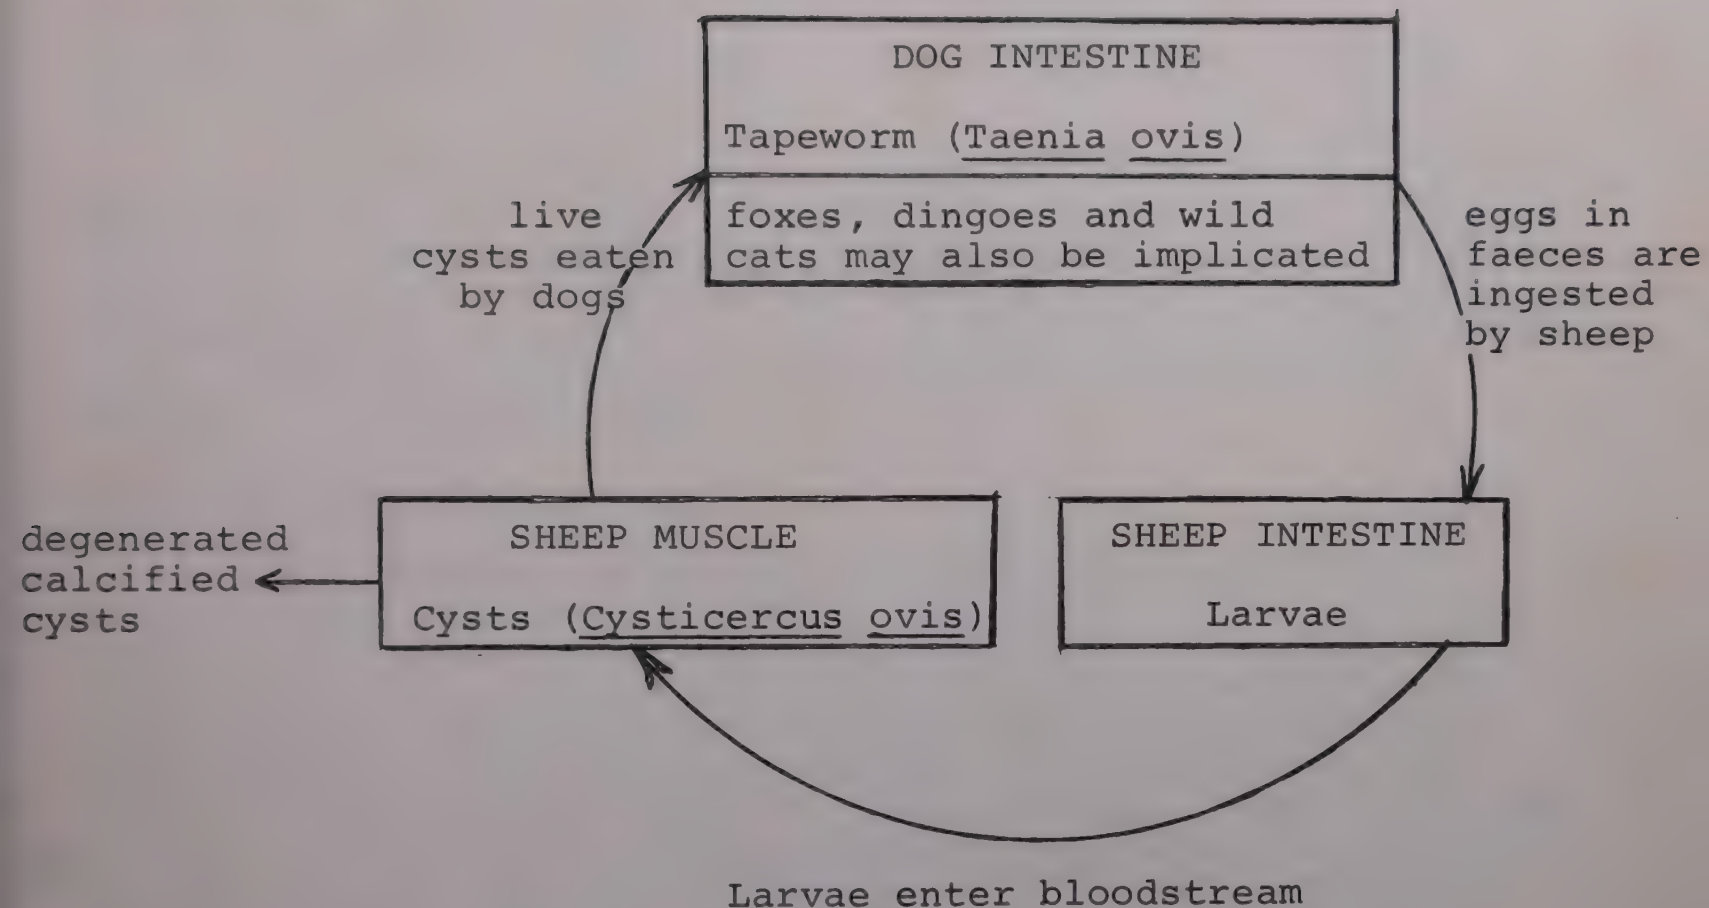 DOG INTESTINE
Tapeworm (Taenia ovis)
foxes, dingoes and wild
cats may also be implicated
live
cysts eaten
by dogs
eggs in
faeces are
ingested
by sheep
SHEEP MUSCLE
Cysts (Cysticercus ovis)
SHEEP INTESTINE
Larvae
degenerated
calcified
cysts
Larvae enter bloodstream